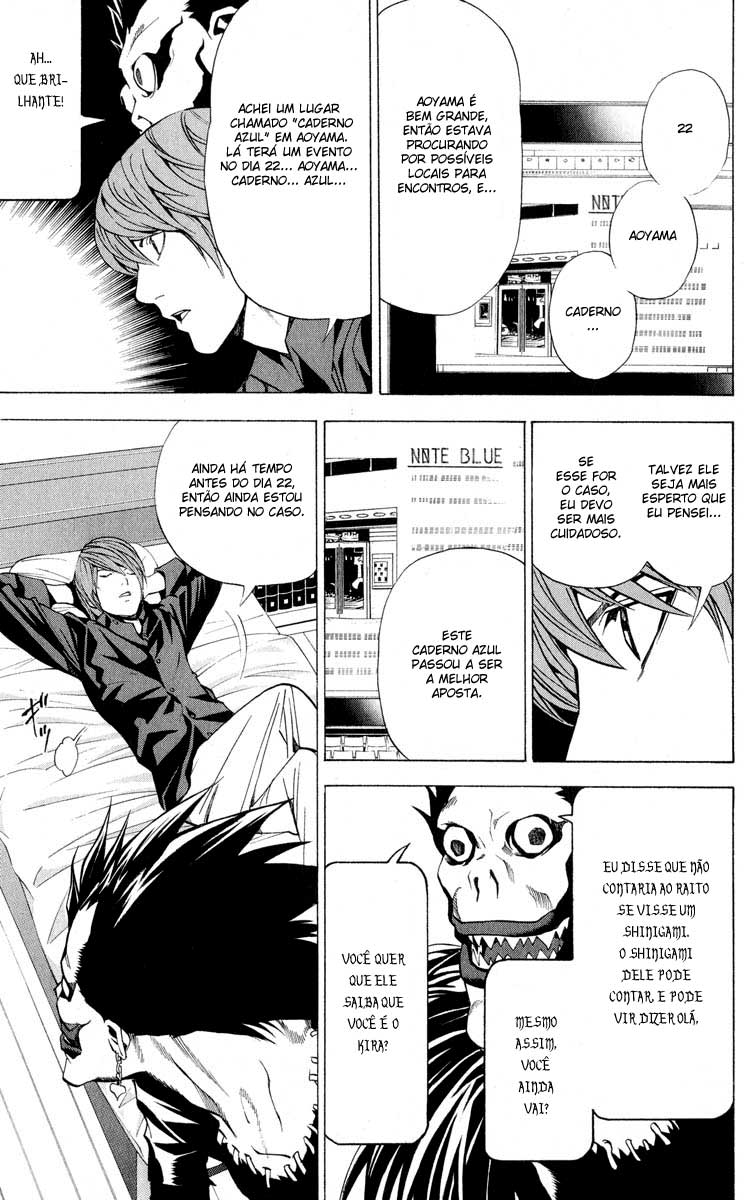 22
AOYAMA
CADERNO
...
NOTE
AOYAMA É
BEM GRANDE,
ENTÃO ESTAVA
PROCURANDO
POR POSSÍVEIS
LOCAIS PARA
ENCONTROS, E...
ACHEI UM LUGAR
CHAMADO "CADERNO
AZUL" EM AOYAMA.
LÁ TERÁ UM EVENTO
NO DIA 22... AOYAMA...
CADERNO... AZUL...
AH...
QUE BRI-
LHANTE!
TALVEZ ELE
SEJA MAIS
ESPERTO QUE
EU PENSEI...
SE
ESSE FOR
O CASO,
EU DEVO
SER MAIS
CUIDADOSO.
NOTE BLUE
ESTE
CADERNO AZUL
PASSOU A SER
A MELHOR
APOSTA.
AINDA HÁ TEMPO
ANTES DO DIA 22,
ENTÃO AINDA ESTOU
PENSANDO NO CASO.
ギッ
EU DISSE QUE NÃO
CONTARIA AO RAITO
SE VISSE UM
SHINIGAMI.
O SHINIGAMI
DELE PODE
CONTAR, E PODE
VIR DIZER OLÁ.
MESMO
ASSIM,
VOCÊ
AINDA
VAI?
VOCÊ QUER
QUE ELE
SAIBA QUE
VOCÊ É O
KIRA?